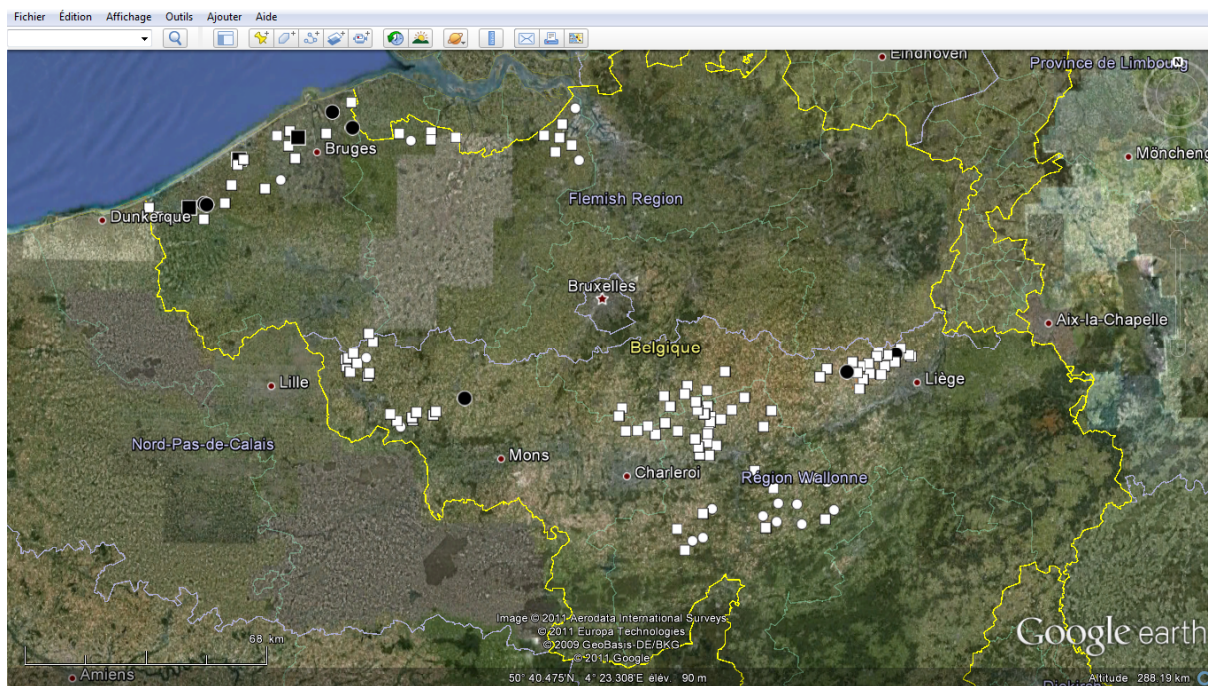 Fichier Édition Affichage Outils Ajouter Aide
Eindhoven
Province de Limbourg
N
Bruges
Möncheng
Dunkerque
Flemish Region
Bruxelles
Aix-la-Chapelle
Belgique
Lille
Liège
Nord-Pas-de-Calais
Mons
Charleroi
Région Wallonne
Image © 2011 Aerodata International Surveys
© 2011 Europa Technologies
© 2009 GeoBasis-DE/BKG
© 2011 Google
68 km
Google earth
Amiens
50° 40.475'N 4° 23.308'E élév. 90 m
Diekirch
Altitude 288.19 km